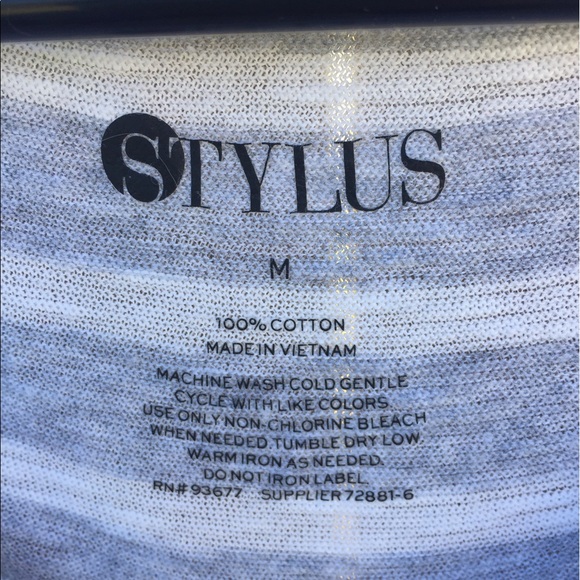 STYLUS
M
100% COTTON
MADE IN VIETNAM
MACHINE WASH COLD GENTLE
CYCLE WITH LIKE COLORS.
USE ONLY NON-CHLORINE BLEACH
WHEN NEEDED TUMBLE DRY LOW.
WARM IRON AS NEEDED.
DO NOT IRON LABEL.
RN# 93677 SUPPLIER 72881-6